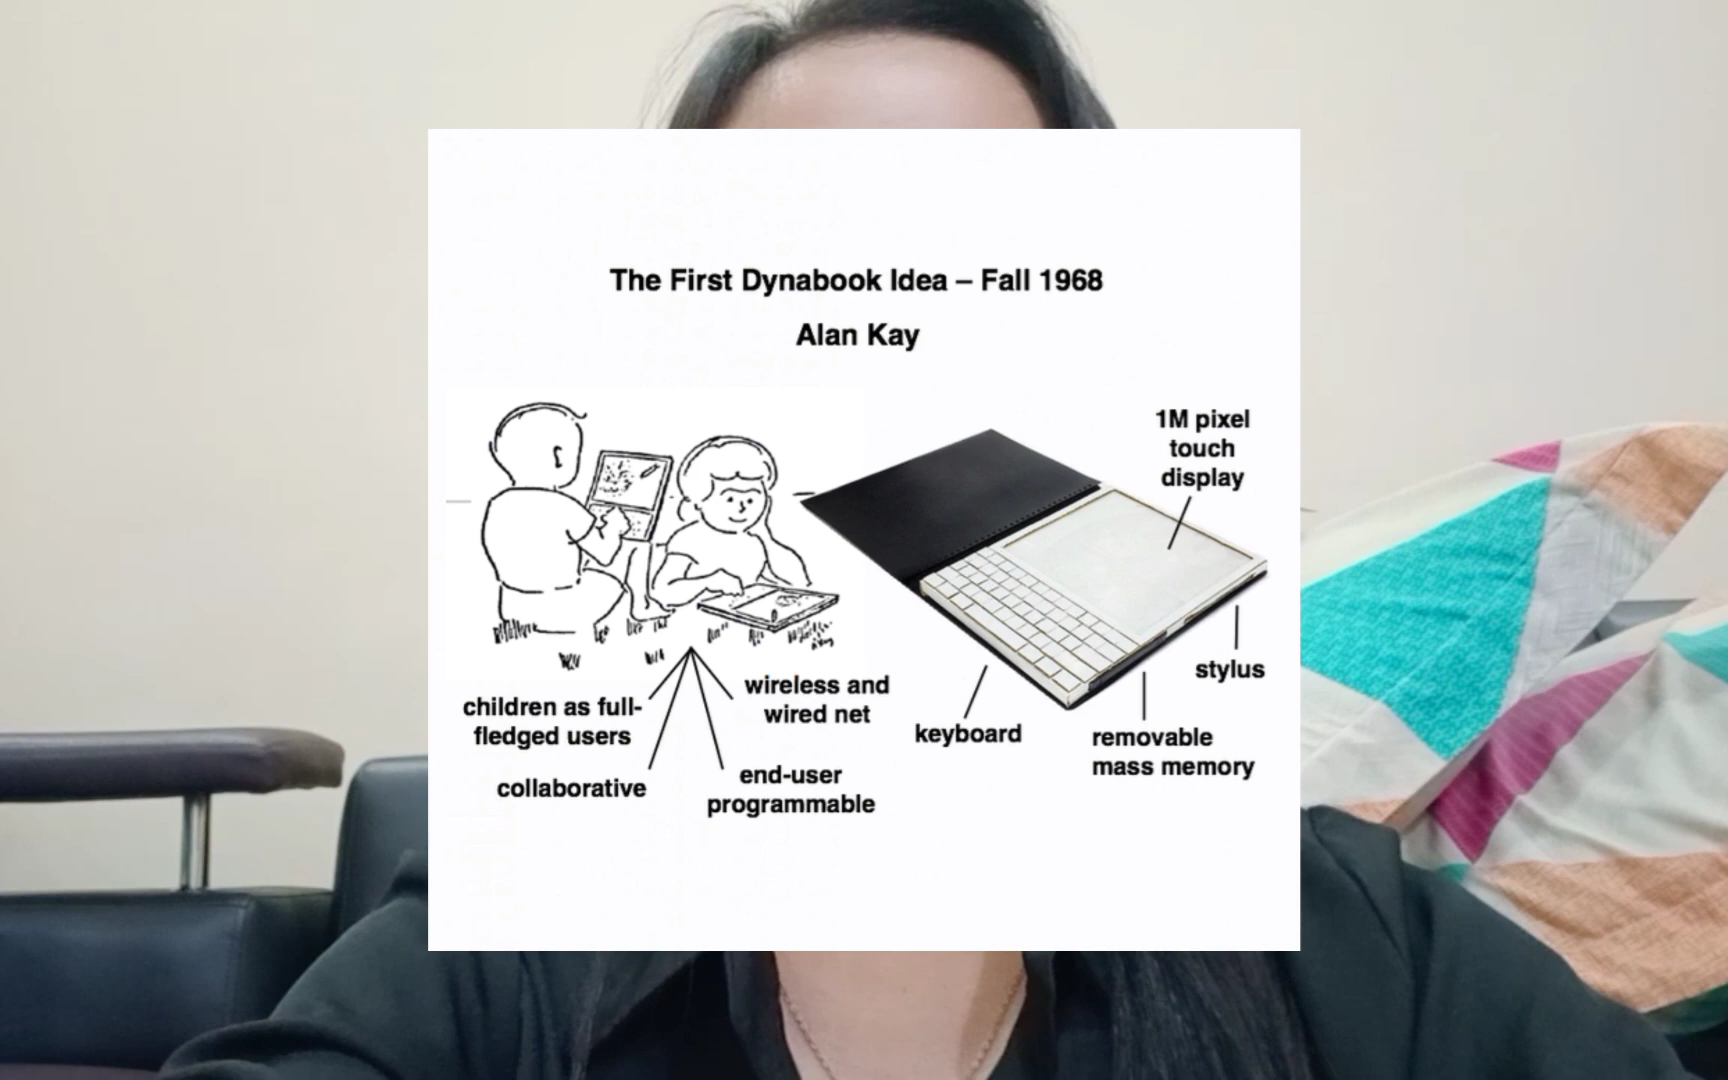 The First Dynabook Idea – Fall 1968
Alan Kay
1M pixel
touch
display
stylus
removable
mass memory
keyboard
wireless and
wired net
end-user
programmable
collaborative
children as full-
fledged users